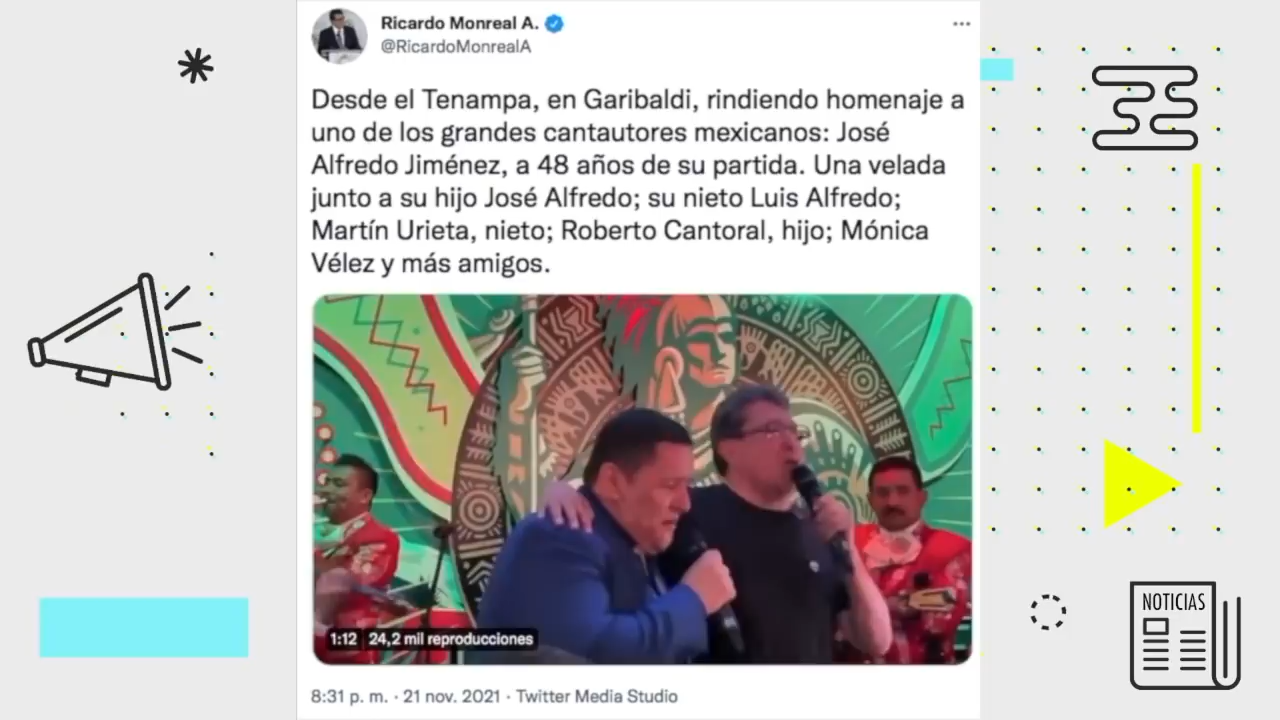 Ricardo Monreal A.
@RicardoMonrealA
Desde el Tenampa, en Garibaldi, rindiendo homenaje a
uno de los grandes cantautores mexicanos: José
Alfredo Jiménez, a 48 años de su partida. Una velada
junto a su hijo José Alfredo; su nieto Luis Alfredo;
Martín Urieta, nieto; Roberto Cantoral, hijo; Mónica
Vélez y más amigos.
1:12 24,2 mil reproducciones
8:31 p. m. · 21 nov. 2021 · Twitter Media Studio
NOTICIAS